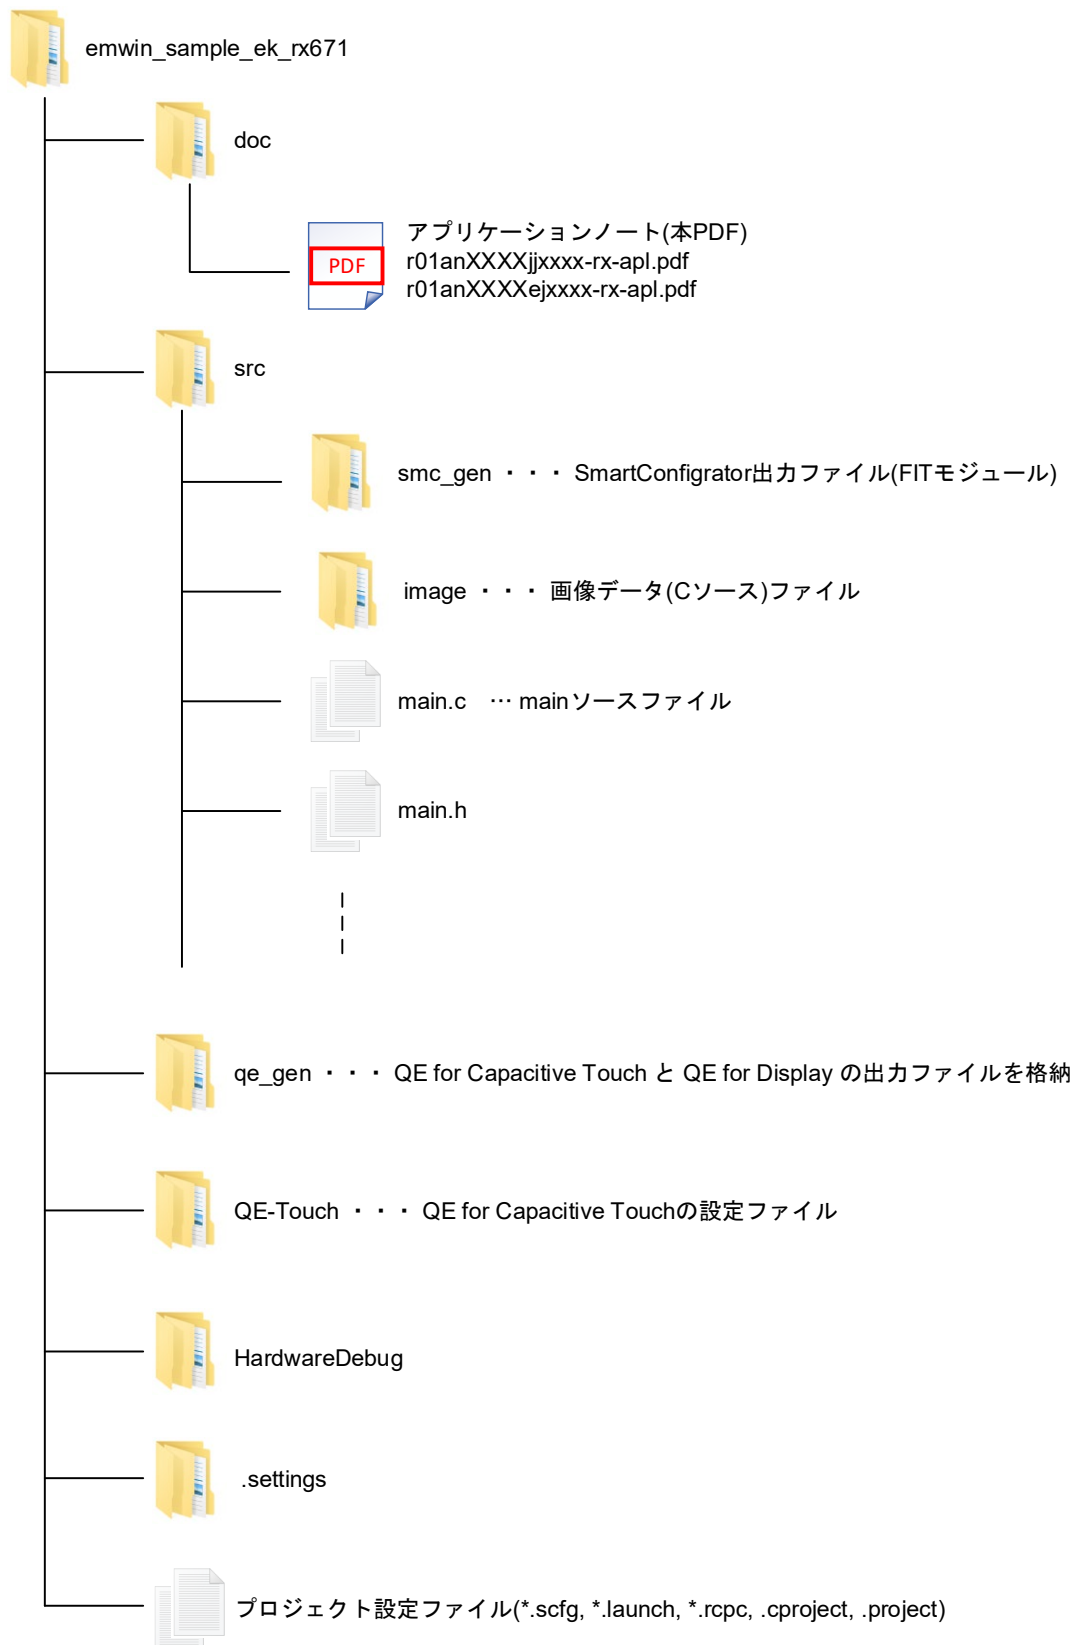 emwin_sample_ek_rx671
doc
PDF
アプリケーションノート(本PDF)
r01anXXXXjjxxxx-rx-apl.pdf
r01anXXXXejxxxx-rx-apl.pdf
src
smc_gen ・・・ SmartConfigrator出力ファイル(FITモジュール)
image ・・・ 画像データ(Cソース)ファイル
main.c … mainソースファイル
main.h
qe_gen ・・・ QE for Capacitive Touch と QE for Display の出力ファイルを格納
QE-Touch ・・・ QE for Capacitive Touchの設定ファイル
HardwareDebug
.settings
プロジェクト設定ファイル(*.scfg, *.launch, *.rcpc, .cproject, .project)